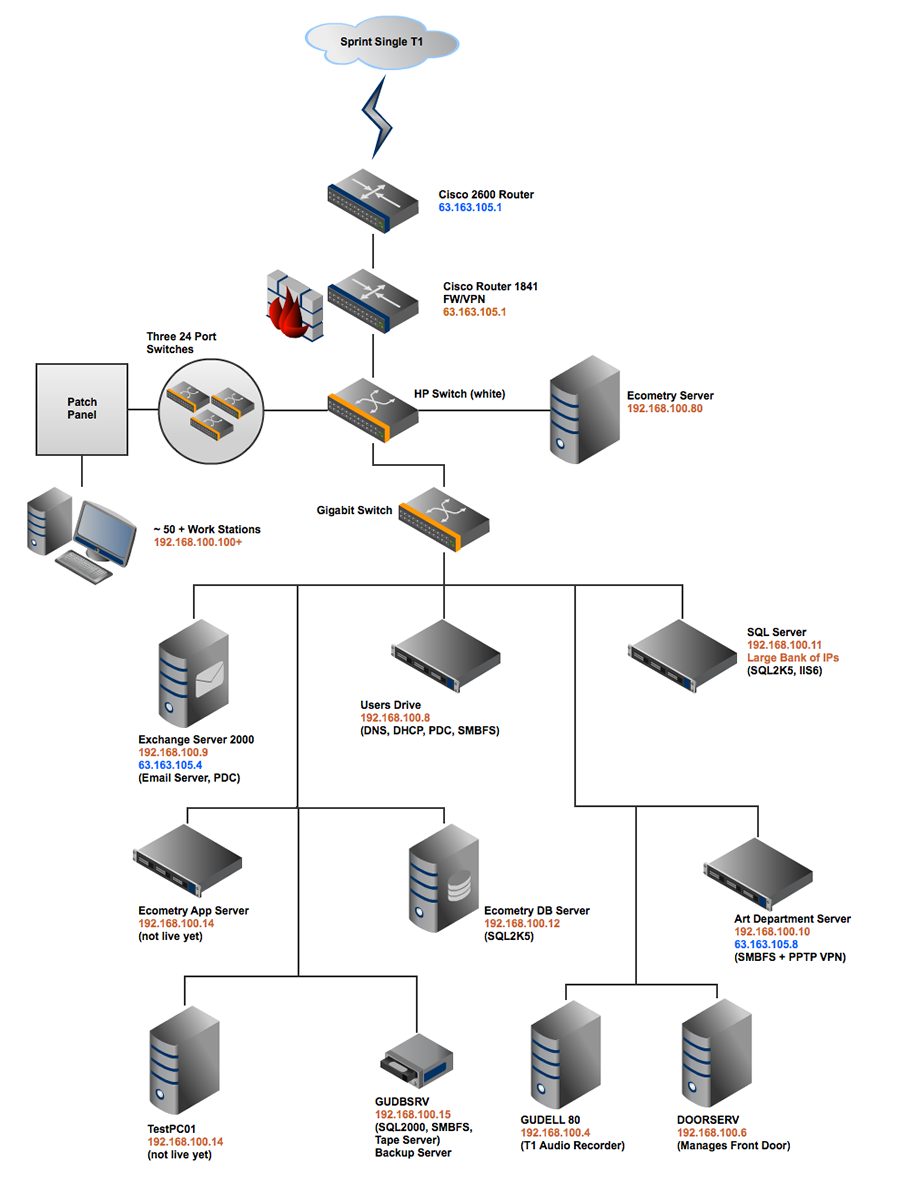 Sprint Single T1
Cisco 2600 Router
63.163.105.1
Cisco Router 1841
FW/VPN
63.163.105.1
Three 24 Port
Switches
Patch
Panel
HP Switch (white)
Ecometry Server
192.168.100.80
Gigabit Switch
~ 50 + Work Stations
192.168.100.100+
SQL Server
192.168.100.11
Large Bank of IPs
(SQL2K5, IIS6)
Users Drive
192.168.100.8
(DNS, DHCP, PDC, SMBFS)
Exchange Server 2000
192.168.100.9
63.163.105.4
(Email Server, PDC)
Ecometry App Server
192.168.100.14
(not live yet)
Ecometry DB Server
192.168.100.12
(SQL2K5)
Art Department Server
192.168.100.10
63.163.105.8
(SMBFS + PPTP VPN)
TestPC01
192.168.100.14
(not live yet)
GUDBSRV
192.168.100.15
(SQL2000, SMBFS,
Tape Server)
Backup Server
GUDELL 80
192.168.100.4
(T1 Audio Recorder)
DOORSERV
192.168.100.6
(Manages Front Door)